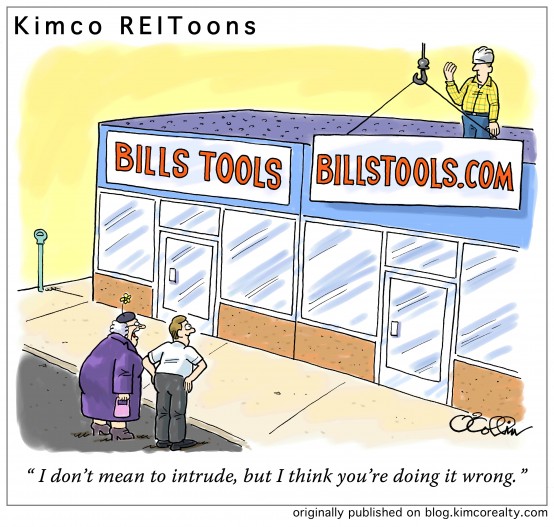 Kimco REIToons
BILLS TOOLS
BILLSTOOLS.COM
“ I don’t mean to intrude, but I think you’re doing it wrong.”
originally published on blog.kimcorealty.com